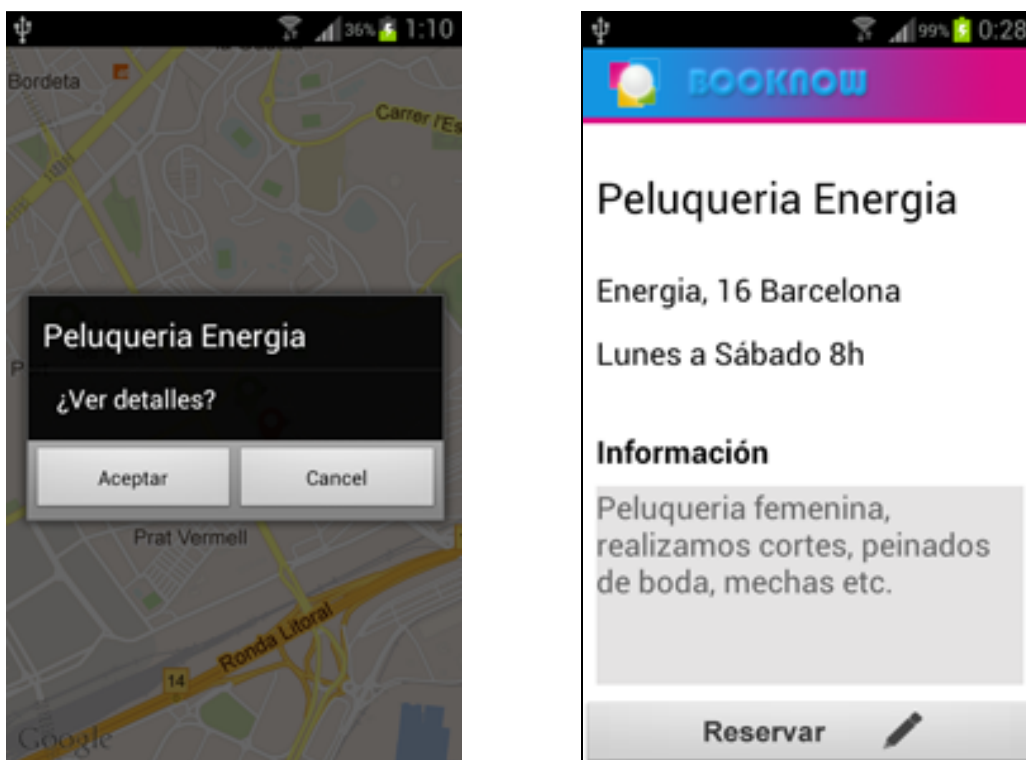 36% 1:10
Bordeta
Carrer l'Es
Peluqueria Energia
¿Ver detalles?
Aceptar
Cancel
Prat Vermell
Ronda Litoral
14
Google
99% 0:28
BOOKNOW
Peluqueria Energia
Energia, 16 Barcelona
Lunes a Sábado 8h
Información
Peluqueria femenina,
realizamos cortes, peinados
de boda, mechas etc.
Reservar